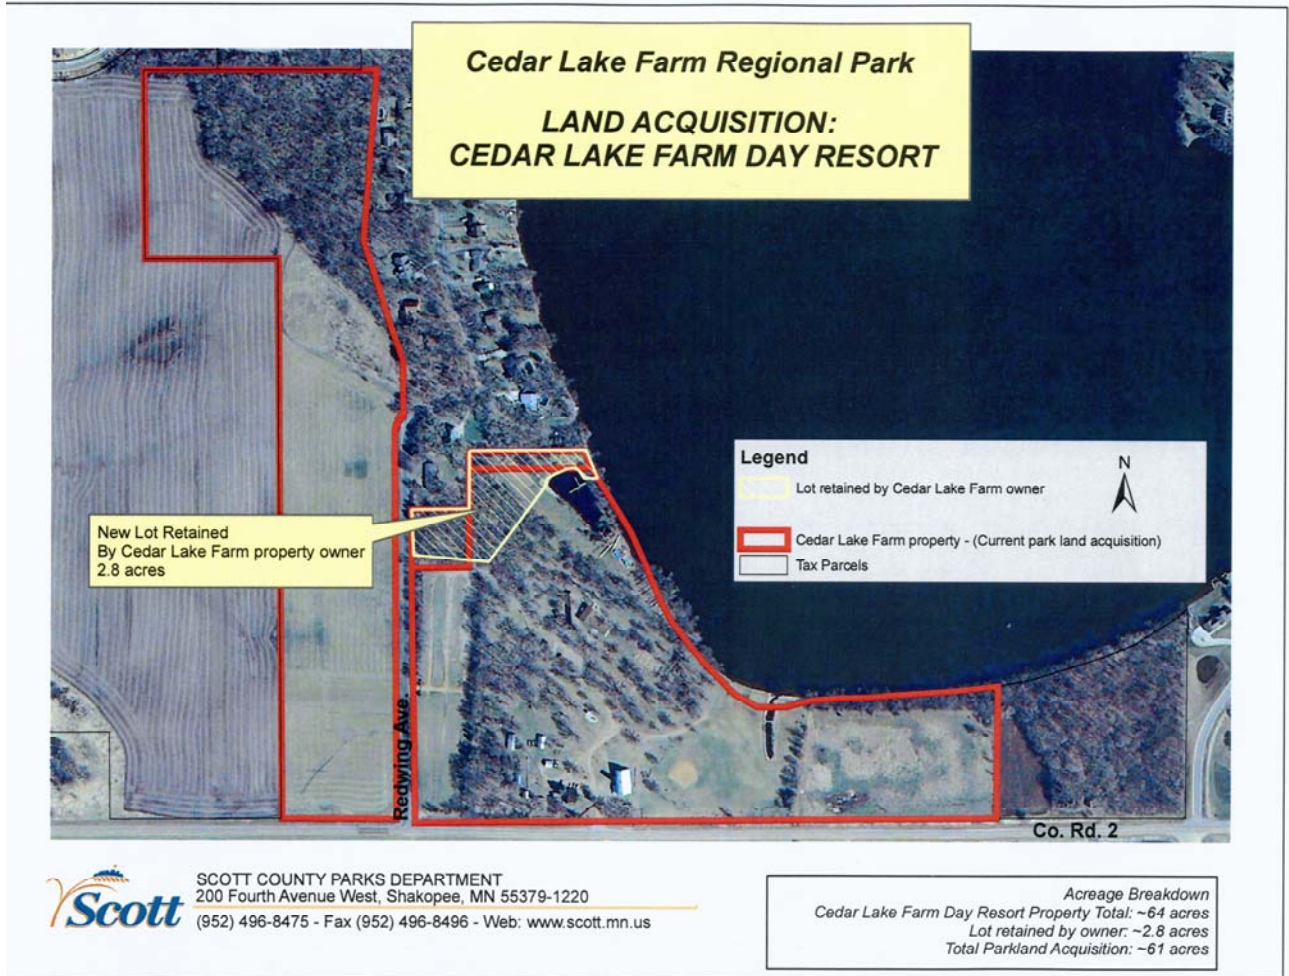 Cedar Lake Farm Regional Park
LAND ACQUISITION:
CEDAR LAKE FARM DAY RESORT
Legend
N
Lot retained by Cedar Lake Farm owner
Cedar Lake Farm property - (Current park land acquisition)
Tax Parcels
New Lot Retained
By Cedar Lake Farm property owner
2.8 acres
Redwing Ave.
Co. Rd. 2
Scott
SCOTT COUNTY PARKS DEPARTMENT
200 Fourth Avenue West, Shakopee, MN 55379-1220
(952) 496-8475 - Fax (952) 496-8496 - Web: www.scott.mn.us
Acreage Breakdown
Cedar Lake Farm Day Resort Property Total: ~64 acres
Lot retained by owner: ~2.8 acres
Total Parkland Acquisition: ~61 acres